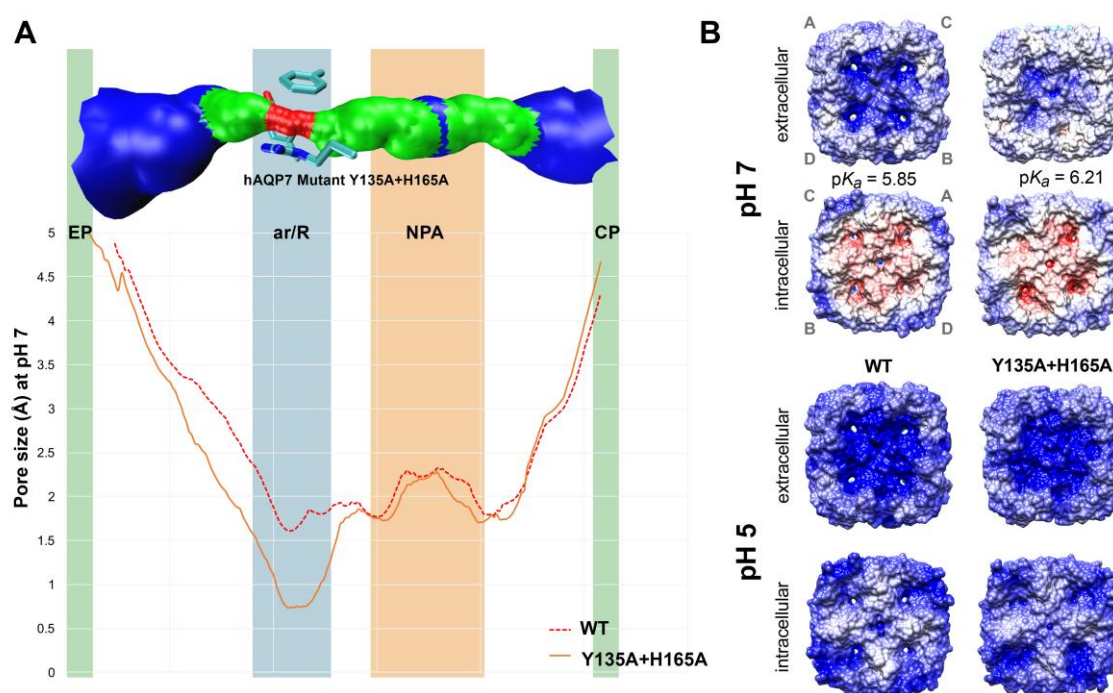 A
hAQP7 Mutant Y135A+H165A
EP
ar/R
NPA
CP
Pore size (Å) at pH 7
5
4.5
4
3.5
3
2.5
2
1.5
1
0.5
0
WT
Y135A+H165A
B
pH 7
extracellular
A
C
D
B
pKa = 5.85
pKa = 6.21
intracellular
C
A
B
D
WT
Y135A+H165A
pH 5
extracellular
intracellular